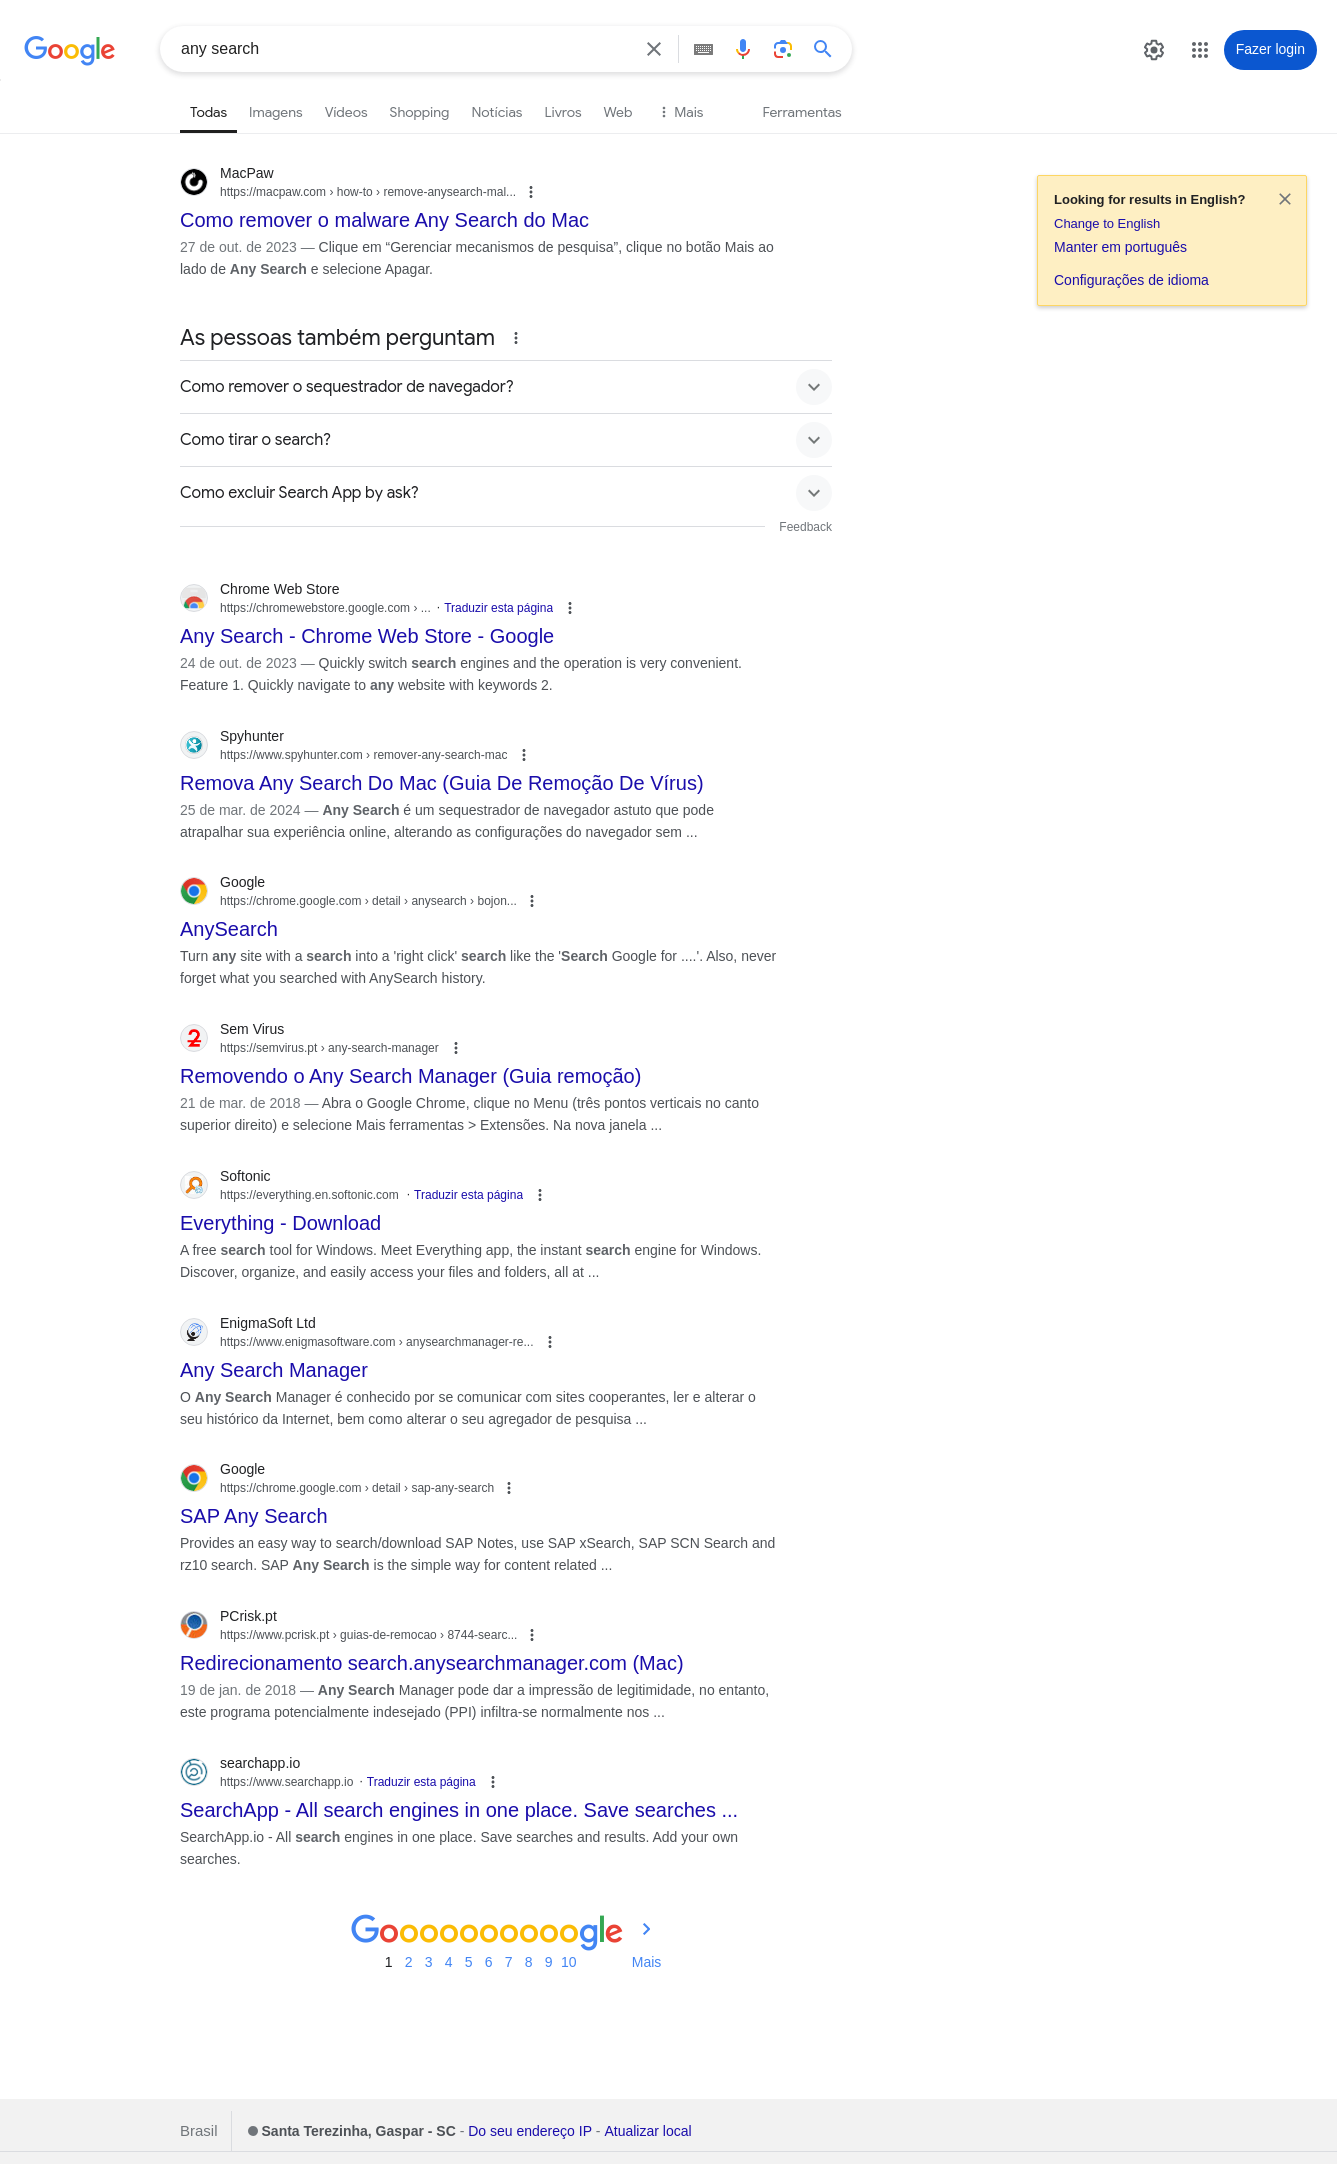 Google
any search
Fazer login
Todas Imagens Vídeos Shopping Notícias Livros Web Mais Ferramentas
MacPaw
https://macpaw.com › how-to › remove-anysearch-mal...
Como remover o malware Any Search do Mac
27 de out. de 2023 — Clique em “Gerenciar mecanismos de pesquisa”, clique no botão Mais ao
lado de Any Search e selecione Apagar.
Looking for results in English?
Change to English
Manter em português
Configurações de idioma
As pessoas também perguntam
Como remover o sequestrador de navegador?
Como tirar o search?
Como excluir Search App by ask?
Feedback
Chrome Web Store
https://chromewebstore.google.com › ... · Traduzir esta página
Any Search - Chrome Web Store - Google
24 de out. de 2023 — Quickly switch search engines and the operation is very convenient.
Feature 1. Quickly navigate to any website with keywords 2.
Spyhunter
https://www.spyhunter.com › remover-any-search-mac
Remova Any Search Do Mac (Guia De Remoção De Vírus)
25 de mar. de 2024 — Any Search é um sequestrador de navegador astuto que pode
atrapalhar sua experiência online, alterando as configurações do navegador sem ...
Google
https://chrome.google.com › detail › anysearch › bojon...
AnySearch
Turn any site with a search into a 'right click' search like the 'Search Google for ....'. Also, never
forget what you searched with AnySearch history.
Sem Virus
https://semvirus.pt › any-search-manager
Removendo o Any Search Manager (Guia remoção)
21 de mar. de 2018 — Abra o Google Chrome, clique no Menu (três pontos verticais no canto
superior direito) e selecione Mais ferramentas > Extensões. Na nova janela ...
Softonic
https://everything.en.softonic.com · Traduzir esta página
Everything - Download
A free search tool for Windows. Meet Everything app, the instant search engine for Windows.
Discover, organize, and easily access your files and folders, all at ...
EnigmaSoft Ltd
https://www.enigmasoftware.com › anysearchmanager-re...
Any Search Manager
O Any Search Manager é conhecido por se comunicar com sites cooperantes, ler e alterar o
seu histórico da Internet, bem como alterar o seu agregador de pesquisa ...
Google
https://chrome.google.com › detail › sap-any-search
SAP Any Search
Provides an easy way to search/download SAP Notes, use SAP xSearch, SAP SCN Search and
rz10 search. SAP Any Search is the simple way for content related ...
PCrisk.pt
https://www.pcrisk.pt › guias-de-remocao › 8744-searc...
Redirecionamento search.anysearchmanager.com (Mac)
19 de jan. de 2018 — Any Search Manager pode dar a impressão de legitimidade, no entanto,
este programa potencialmente indesejado (PPI) infiltra-se normalmente nos ...
searchapp.io
https://www.searchapp.io · Traduzir esta página
SearchApp - All search engines in one place. Save searches ...
SearchApp.io - All search engines in one place. Save searches and results. Add your own
searches.
Goooooooooogle
1 2 3 4 5 6 7 8 9 10 Mais
Brasil Santa Terezinha, Gaspar - SC - Do seu endereço IP - Atualizar local